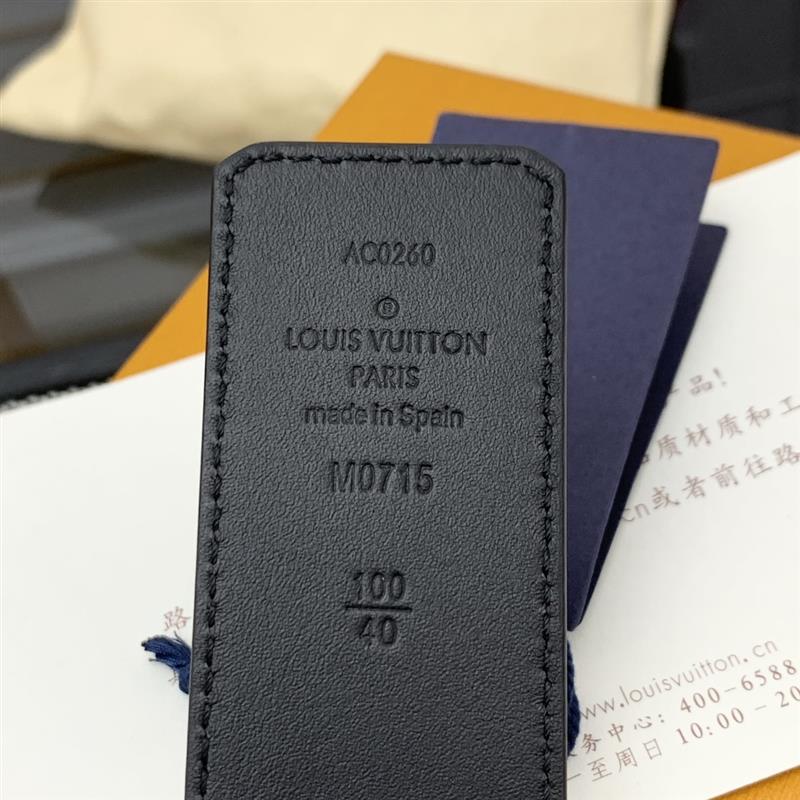 AC0260
®
LOUIS VUITTON
PARIS
made in Spain
M0715
100
40
一品!
质材质和工
cn或者前往路
路
www.louisvuitton.cn
务中心: 400-6588
一至周日 10:00-20